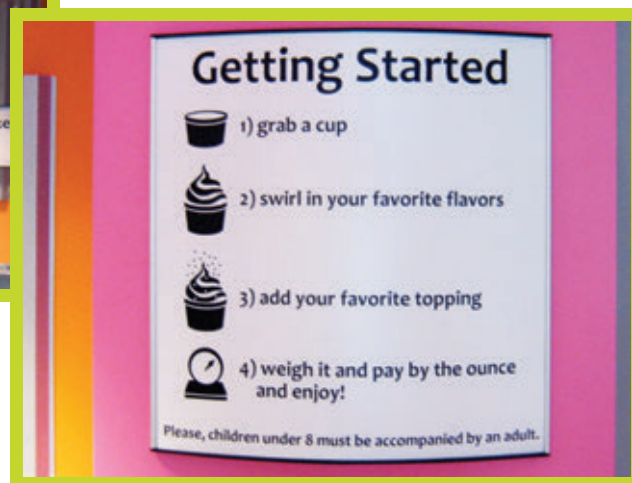 Getting Started
1) grab a cup
2) swirl in your favorite flavors
3) add your favorite topping
4) weigh it and pay by the ounce
and enjoy!
Please, children under 8 must be accompanied by an adult.